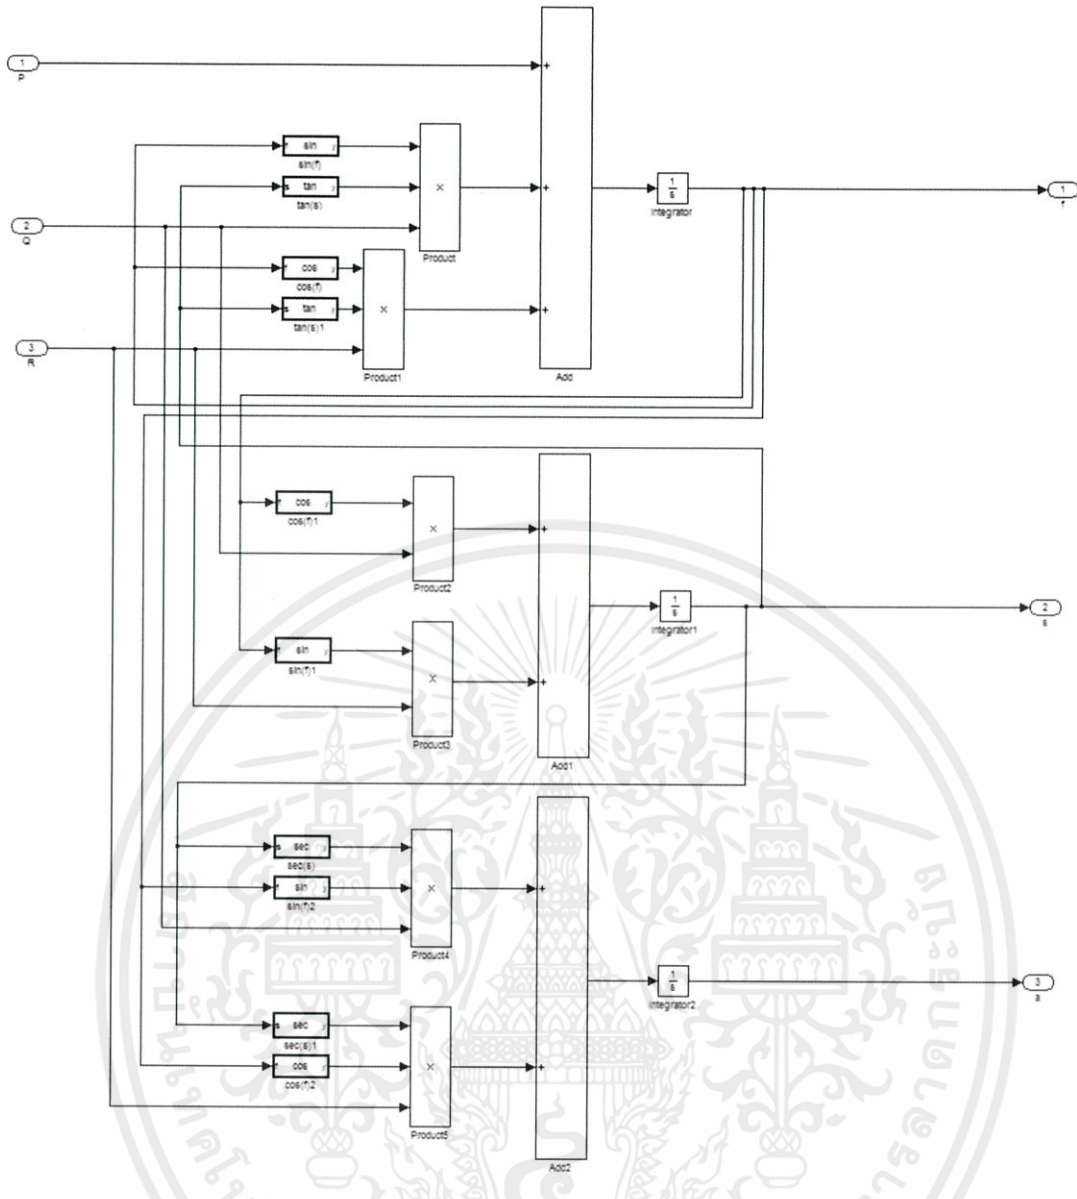 1
P
+
f sin y
sin(f)
s tan y
tan(s)
×
Product
+
1
s
Integrator
1
f
2
Q
f cos y
cos(f)
s tan y
tan(s)1
×
Product1
+
Add
3
R
f cos y
cos(f)1
×
Product2
+
1
s
Integrator1
2
s
f sin y
sin(f)1
×
Product3
+
Add1
s sec y
sec(s)
f sin y
sin(f)2
×
Product4
+
1
s
Integrator2
3
a
s sec y
sec(s)1
f cos y
cos(f)2
×
Product5
+
Add2